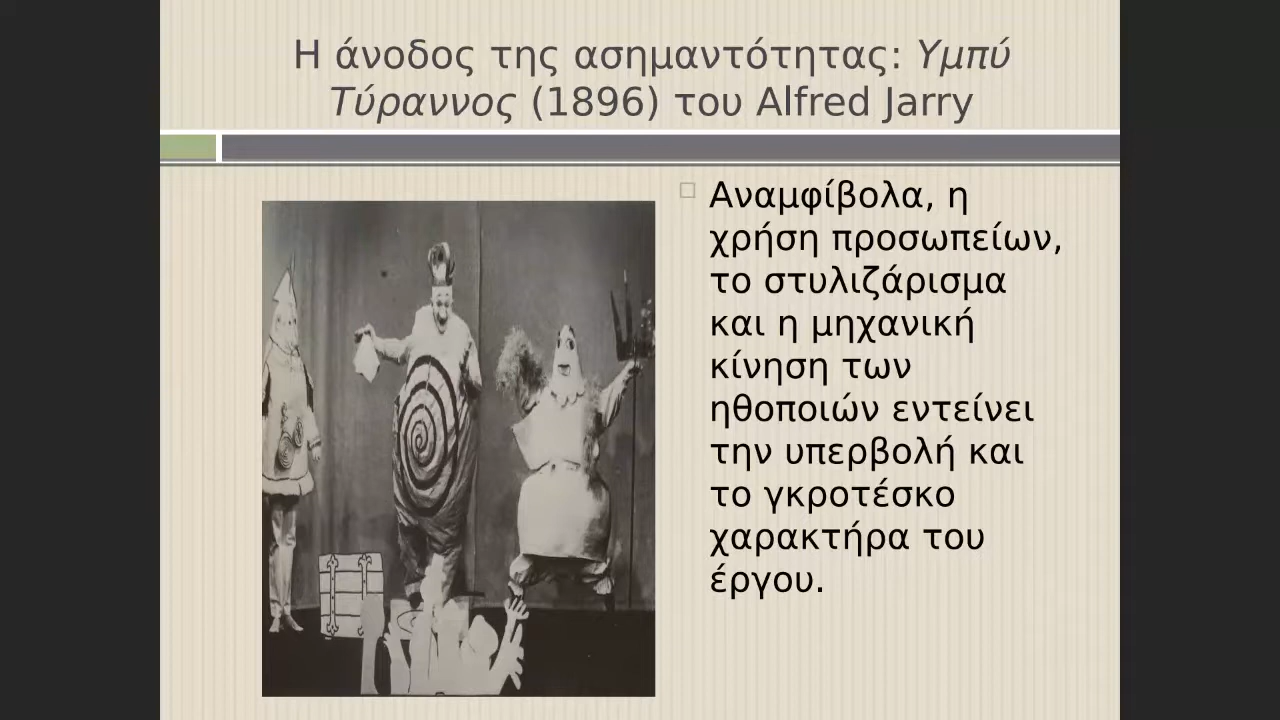 Η άνοδος της ασημαντότητας: Υμπύ
Τύραννος (1896) του Alfred Jarry
Αναμφίβολα, η
χρήση προσωπείων,
το στυλιζάρισμα
και η μηχανική
κίνηση των
ηθοποιών εντείνει
την υπερβολή και
το γκροτέσκο
χαρακτήρα του
έργου.